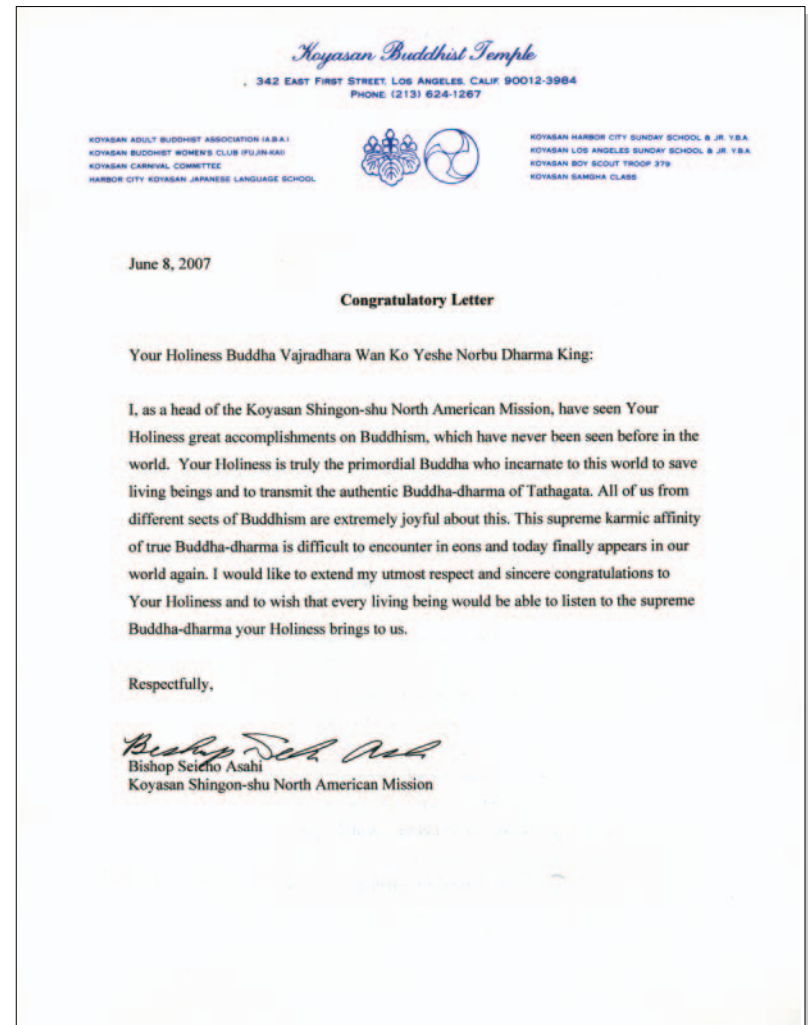 Koyasan Buddhist Temple
342 EAST FIRST STREET, LOS ANGELES, CALIF. 90012-3984
PHONE: (213) 624-1267
KOYASAN ADULT BUDDHIST ASSOCIATION (A.B.A.)
KOYASAN BUDDHIST WOMEN'S CLUB (FUJIN-KAI)
KOYASAN CARNIVAL COMMITTEE
HARBOR CITY KOYASAN JAPANESE LANGUAGE SCHOOL
KOYASAN HARBOR CITY SUNDAY SCHOOL & JR. Y.B.A.
KOYASAN LOS ANGELES SUNDAY SCHOOL & JR. Y.B.A.
KOYASAN BOY SCOUT TROOP 379
KOYASAN SAMGHA CLASS
June 8, 2007
Congratulatory Letter
Your Holiness Buddha Vajradhara Wan Ko Yeshe Norbu Dharma King:
I, as a head of the Koyasan Shingon-shu North American Mission, have seen Your
Holiness great accomplishments on Buddhism, which have never been seen before in the
world. Your Holiness is truly the primordial Buddha who incarnate to this world to save
living beings and to transmit the authentic Buddha-dharma of Tathagata. All of us from
different sects of Buddhism are extremely joyful about this. This supreme karmic affinity
of true Buddha-dharma is difficult to encounter in eons and today finally appears in our
world again. I would like to extend my utmost respect and sincere congratulations to
Your Holiness and to wish that every living being would be able to listen to the supreme
Buddha-dharma your Holiness brings to us.
Respectfully,
Bishop
Bishop Seicho Asahi
Koyasan Shingon-shu North American Mission